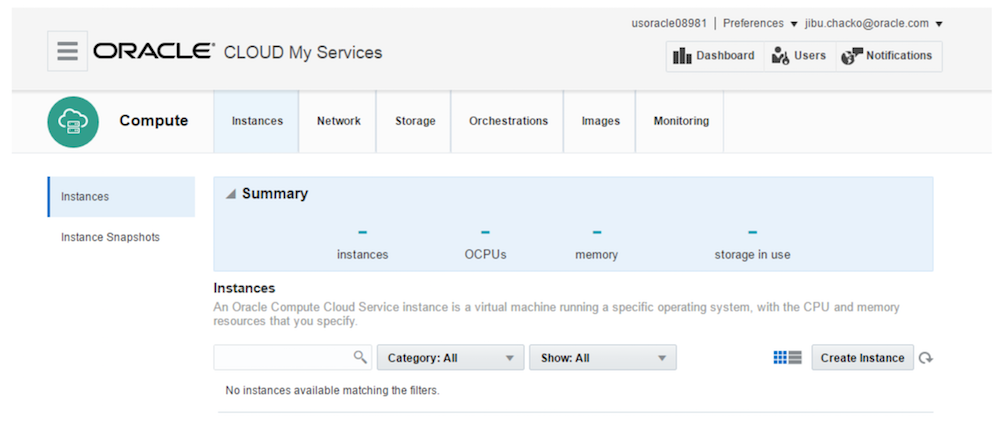 usoracle08981 | Preferences jibu.chacko@oracle.com
ORACLE® CLOUD My Services
Dashboard Users Notifications
Compute Instances Network Storage Orchestrations Images Monitoring
Instances
Instance Snapshots
Summary
- - - -
instances OCPUs memory storage in use
Instances
An Oracle Compute Cloud Service instance is a virtual machine running a specific operating system, with the CPU and memory
resources that you specify.
Category: All Show: All Create Instance
No instances available matching the filters.